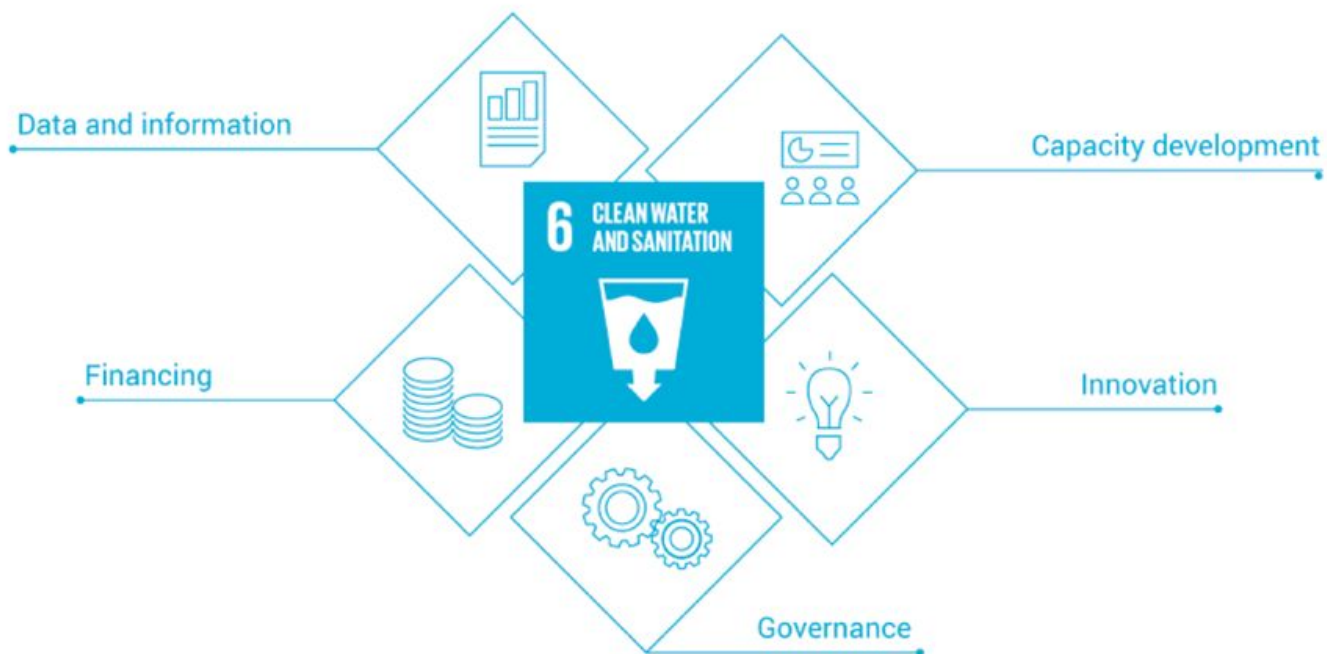 Data and information
Capacity development
6 CLEAN WATER
AND SANITATION
Financing
Innovation
Governance